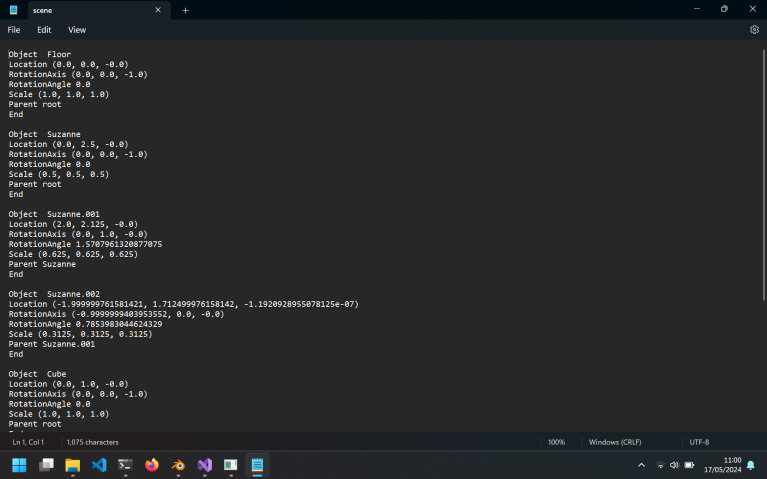 scene
File Edit View
Object  Floor
Location (0.0, 0.0, -0.0)
RotationAxis (0.0, 0.0, -1.0)
RotationAngle 0.0
Scale (1.0, 1.0, 1.0)
Parent root
End
Object  Suzanne
Location (0.0, 2.5, -0.0)
RotationAxis (0.0, 0.0, -1.0)
RotationAngle 0.0
Scale (0.5, 0.5, 0.5)
Parent root
End
Object  Suzanne.001
Location (2.0, 2.125, -0.0)
RotationAxis (0.0, 1.0, -0.0)
RotationAngle 1.5707961320877075
Scale (0.625, 0.625, 0.625)
Parent Suzanne
End
Object  Suzanne.002
Location (-1.999999761581421, 1.712499976158142, -1.1920928955078125e-07)
RotationAxis (-0.9999999403953552, 0.0, -0.0)
RotationAngle 0.7853983044624329
Scale (0.3125, 0.3125, 0.3125)
Parent Suzanne.001
End
Object  Cube
Location (0.0, 1.0, -0.0)
RotationAxis (0.0, 0.0, -1.0)
RotationAngle 0.0
Scale (1.0, 1.0, 1.0)
Parent root
Ln 1, Col 1 1,075 characters 100% Windows (CRLF) UTF-8
11:00
17/05/2024